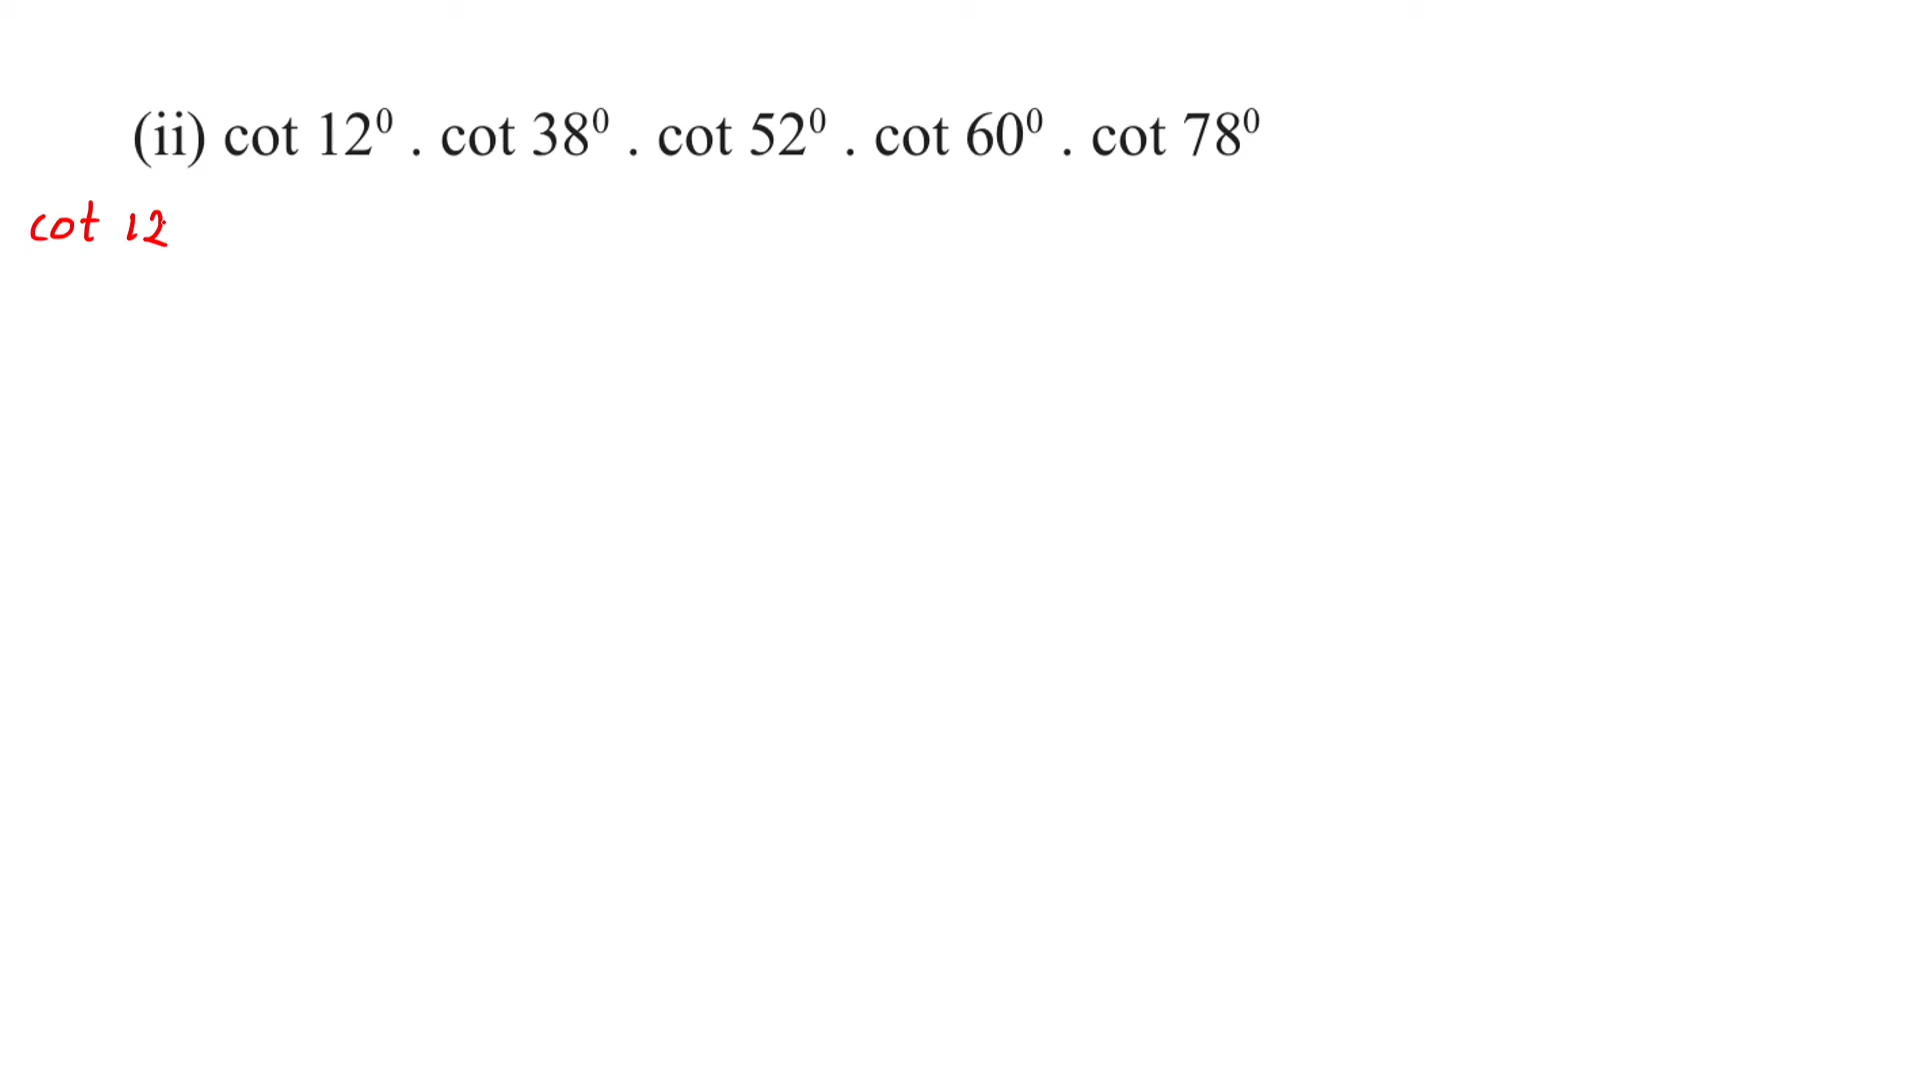 (ii) cot 12⁰ . cot 38⁰ . cot 52⁰ . cot 60⁰ . cot 78⁰
cot 12